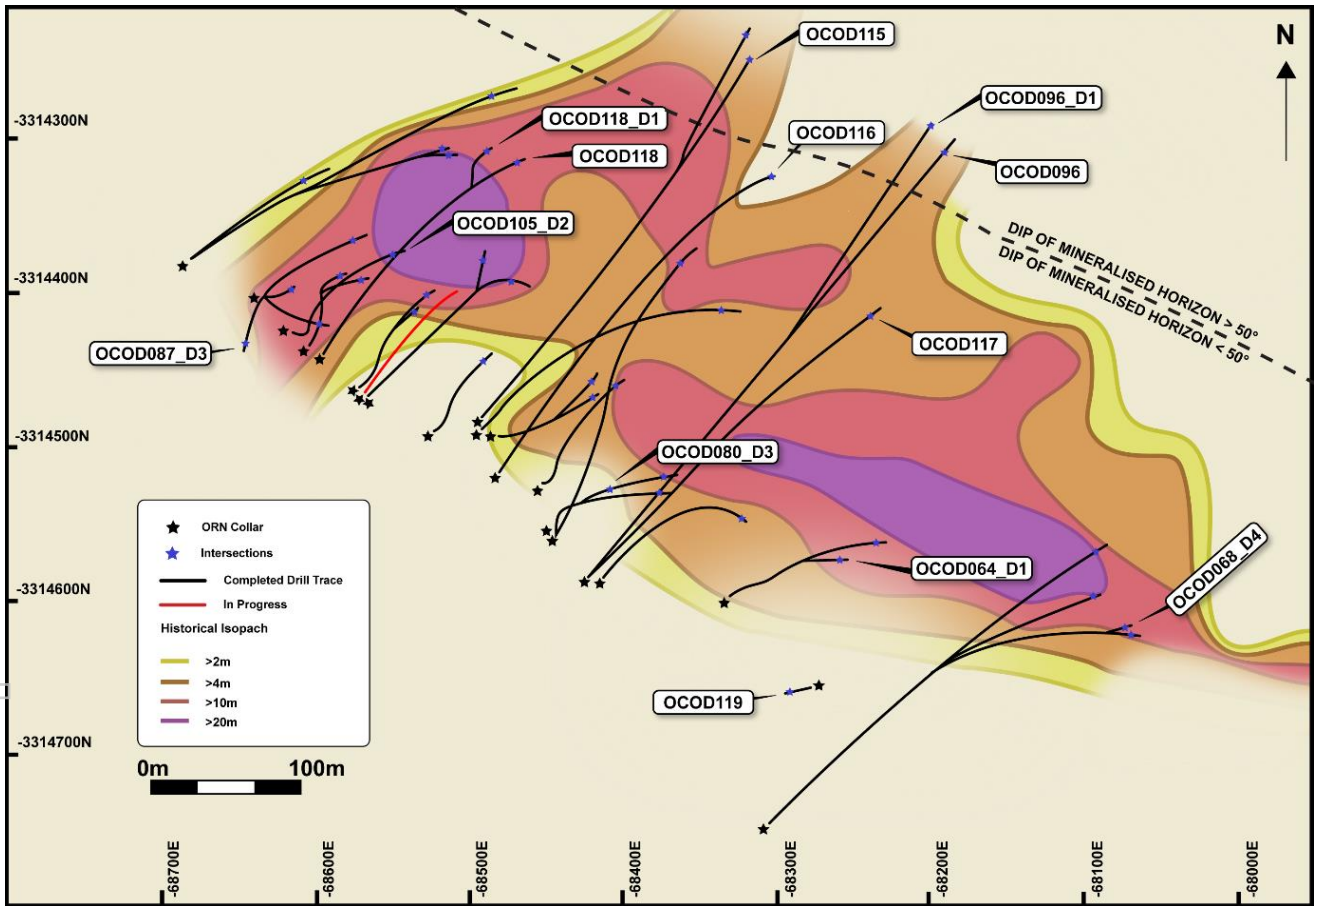 OCOD115
N
OCOD096_D1
-3314300N
OCOD118_D1
OCOD116
OCOD118
OCOD096
OCOD105_D2
DIP OF MINERALISED HORIZON > 50°
DIP OF MINERALISED HORIZON < 50°
-3314400N
OCOD087_D3
OCOD117
-3314500N
OCOD080_D3
ORN Collar
Intersections
Completed Drill Trace
In Progress
Historical Isopach
>2m
>4m
>10m
>20m
OCOD064_D1
OCOD068_D4
-3314600N
OCOD119
-3314700N
0m 100m
-68700E
-68600E
-68500E
-68400E
-68300E
-68200E
-68100E
-68000E